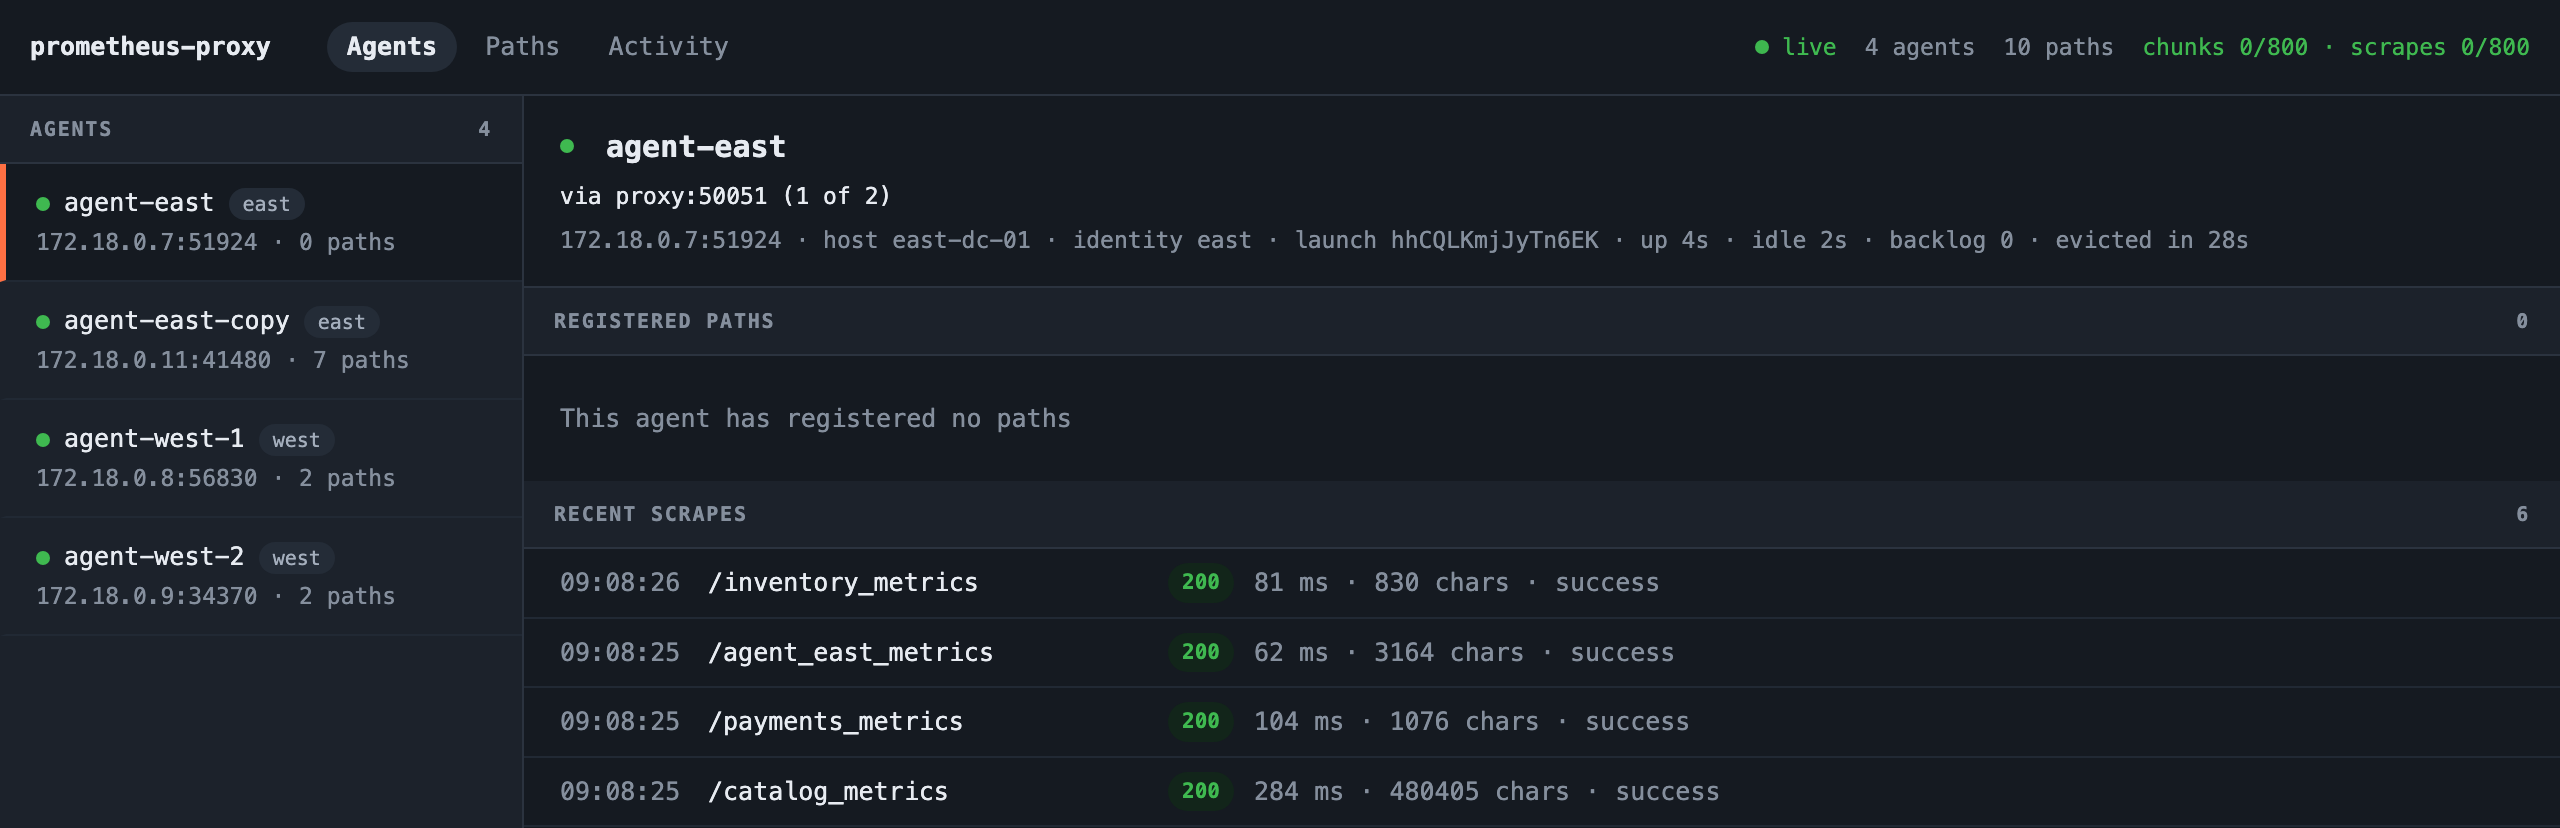 prometheus-proxy Agents Paths Activity live 4 agents 10 paths chunks 0/800 · scrapes 0/800
AGENTS 4
agent-east east
172.18.0.7:51924 · 0 paths
agent-east-copy east
172.18.0.11:41480 · 7 paths
agent-west-1 west
172.18.0.8:56830 · 2 paths
agent-west-2 west
172.18.0.9:34370 · 2 paths
agent-east
via proxy:50051 (1 of 2)
172.18.0.7:51924 · host east-dc-01 · identity east · launch hhCQLKmjJyTn6EK · up 4s · idle 2s · backlog 0 · evicted in 28s
REGISTERED PATHS 0
This agent has registered no paths
RECENT SCRAPES 6
09:08:26 /inventory_metrics 200 81 ms · 830 chars · success
09:08:25 /agent_east_metrics 200 62 ms · 3164 chars · success
09:08:25 /payments_metrics 200 104 ms · 1076 chars · success
09:08:25 /catalog_metrics 200 284 ms · 480405 chars · success